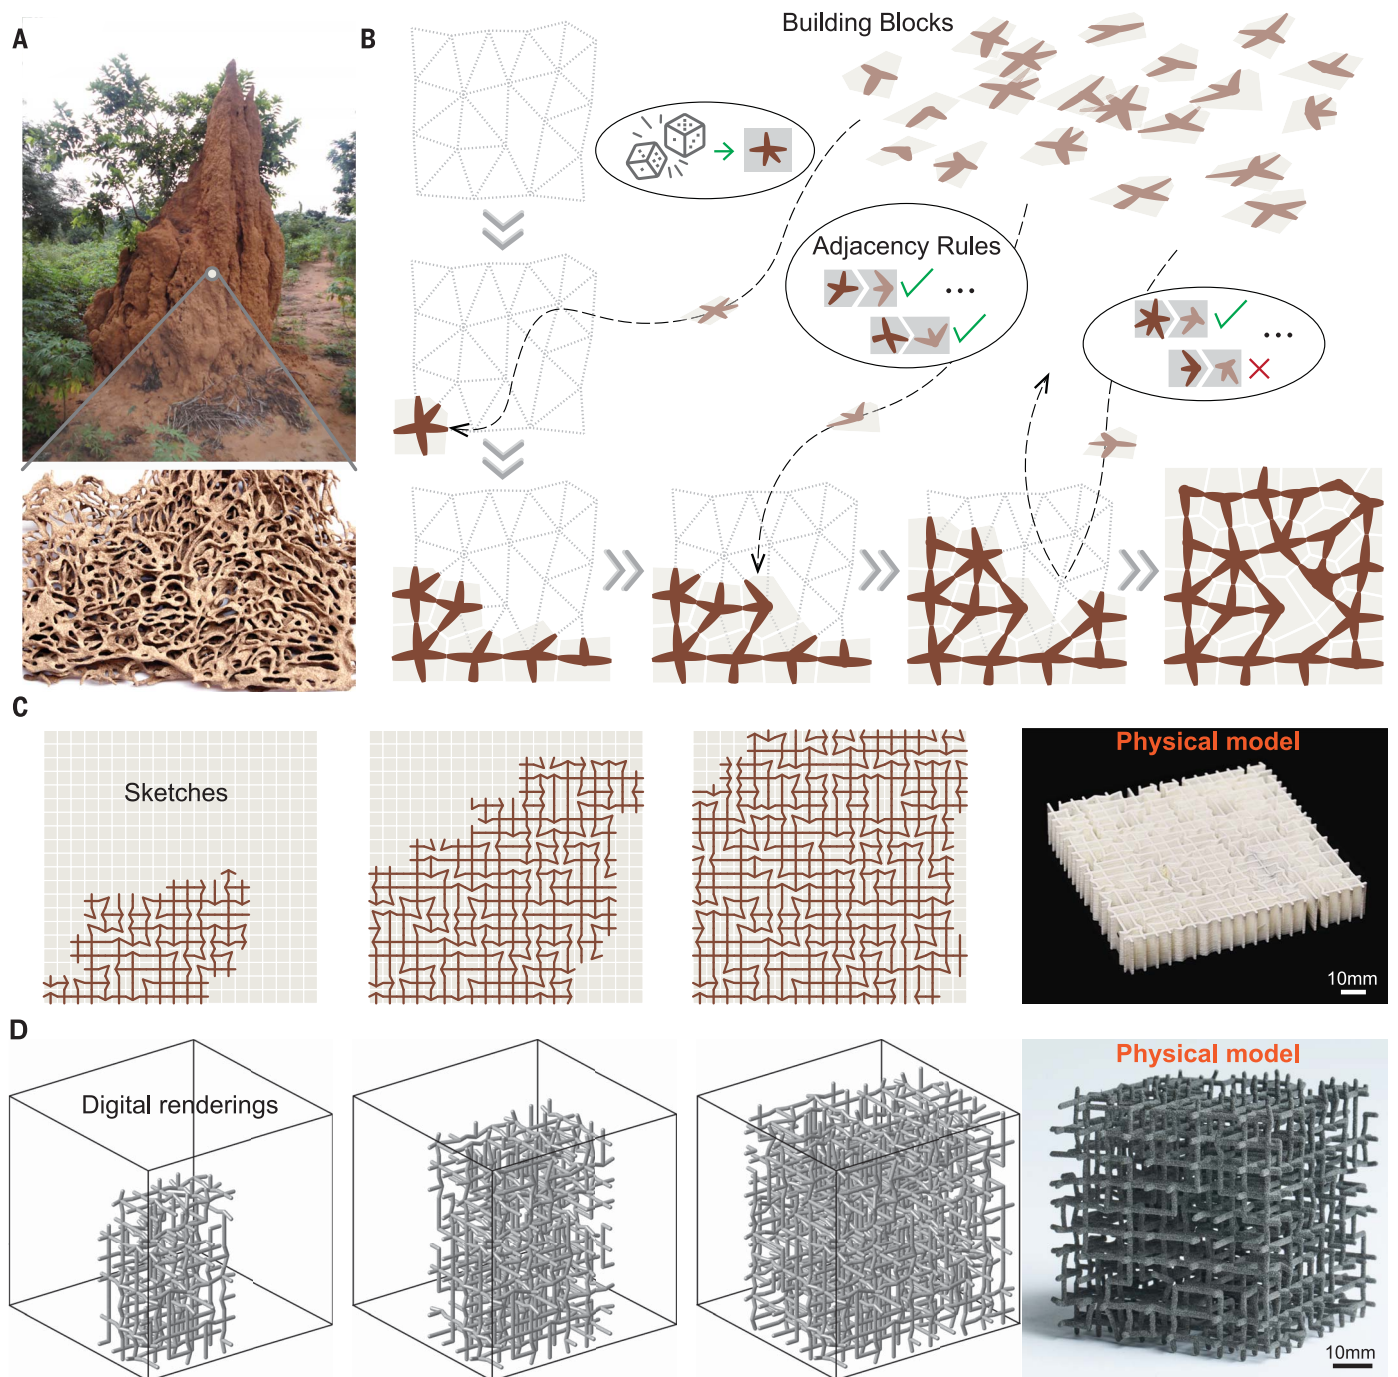 A
B
Building Blocks
Adjacency Rules
...
...
C
Sketches
Physical model
10mm
D
Digital renderings
Physical model
10mm